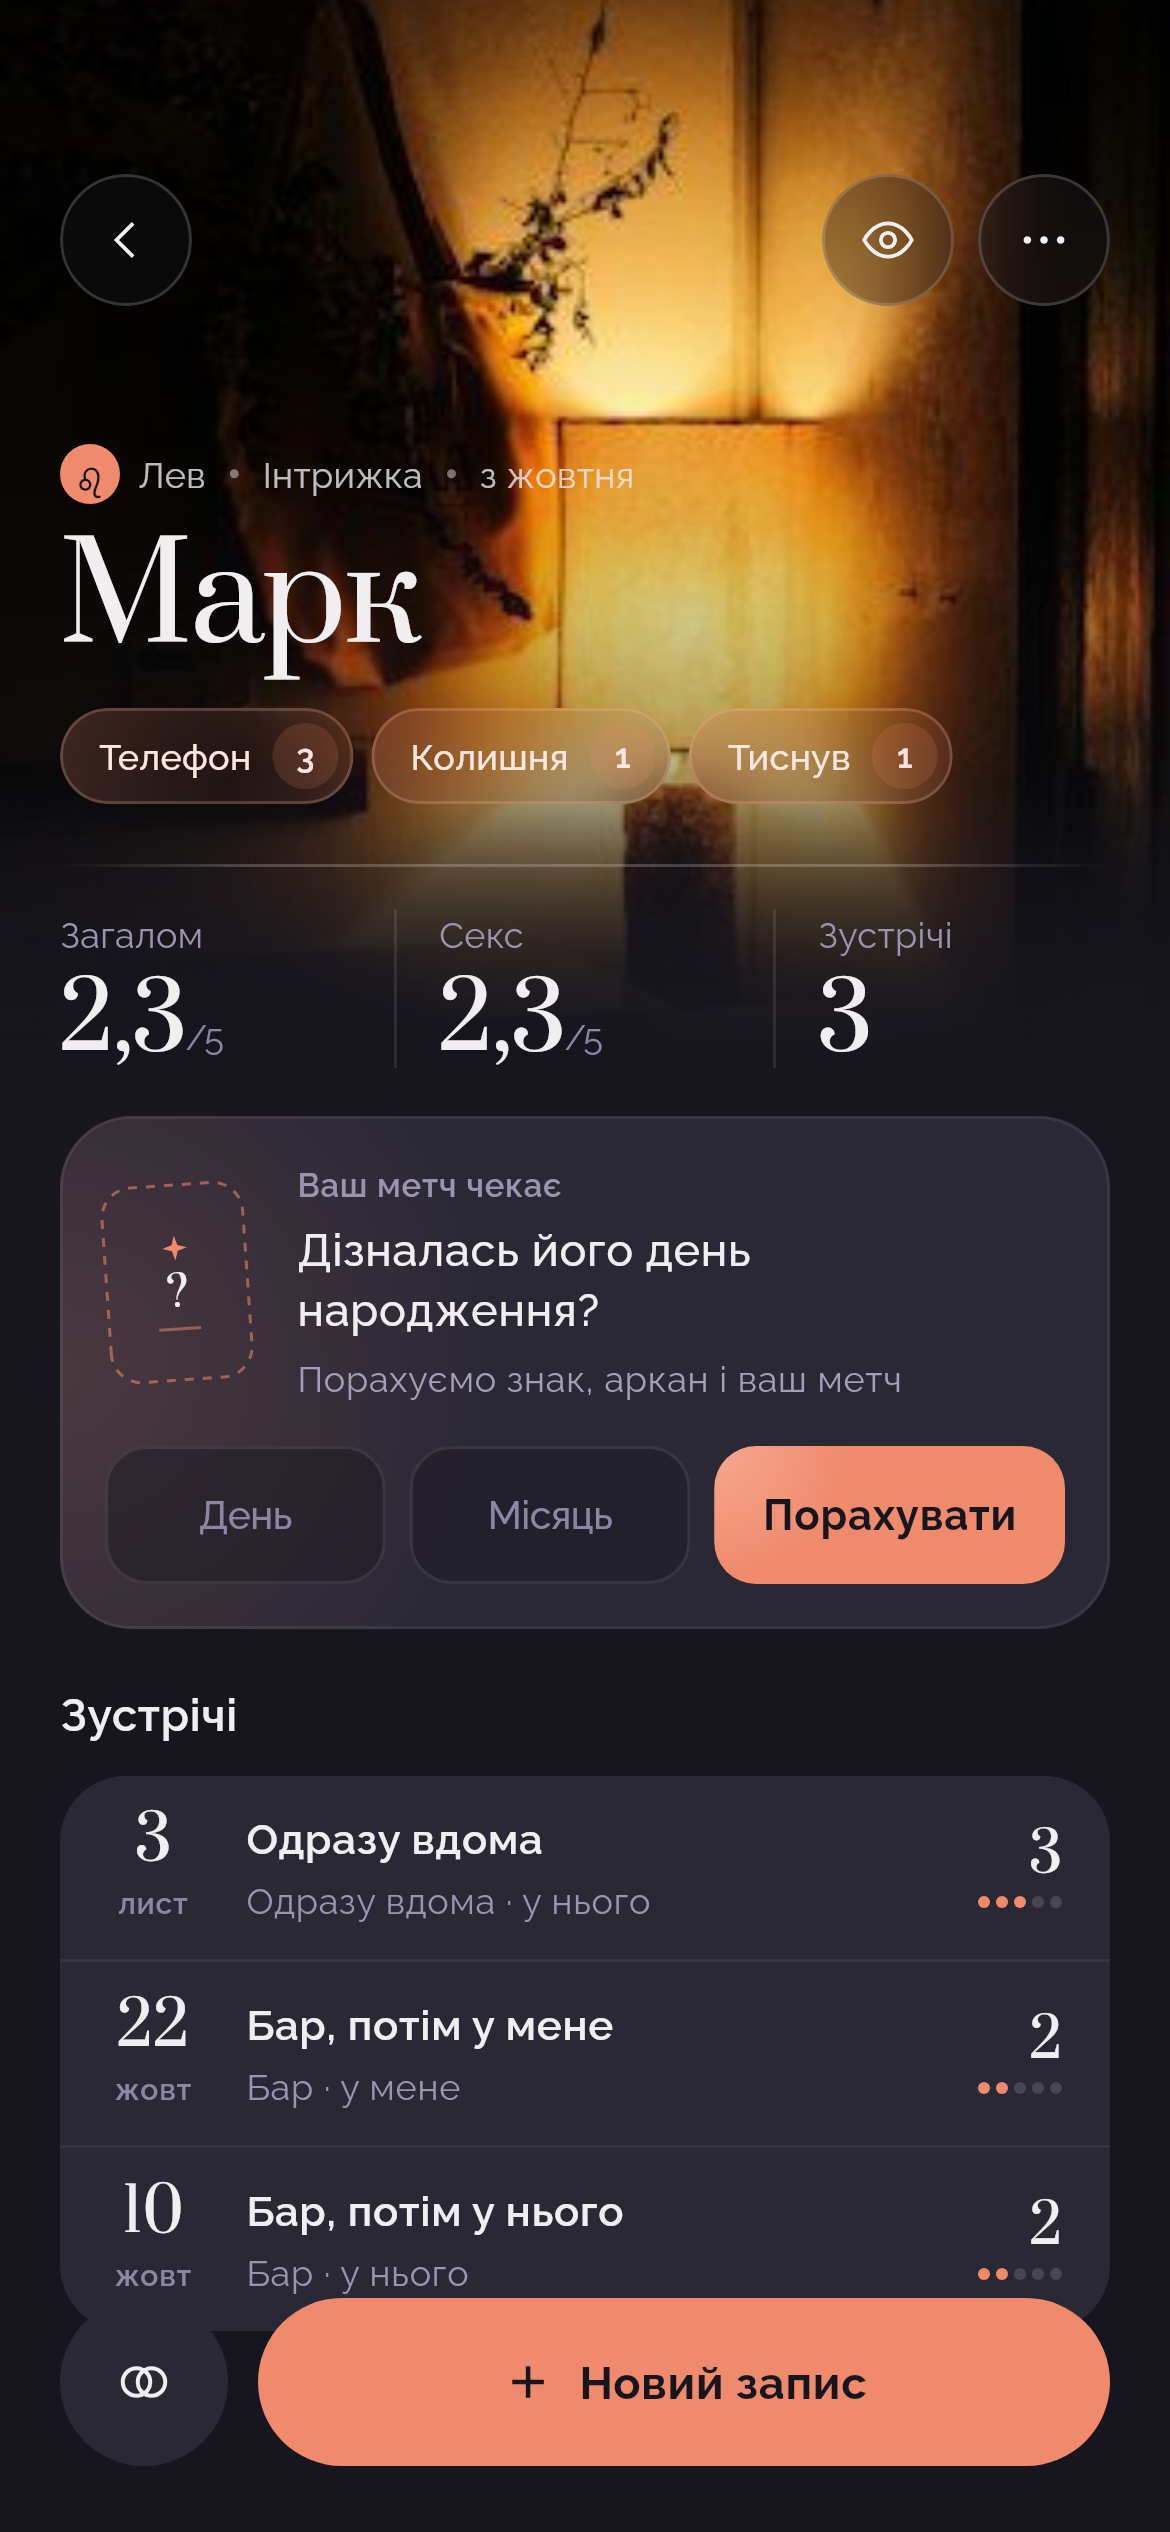 Лев • Інтрижка • з жовтня
Марк
Телефон 3 Колишня 1 Тиснув 1
Загалом Секс Зустрічі
2,3/5 2,3/5 3
Ваш метч чекає
?
Дізналась його день
народження?
Порахуємо знак, аркан і ваш метч
День Місяць Порахувати
Зустрічі
3 Одразу вдома 3
лист Одразу вдома · у нього
22 Бар, потім у мене 2
жовт Бар · у мене
10 Бар, потім у нього 2
жовт Бар · у нього
+ Новий запис